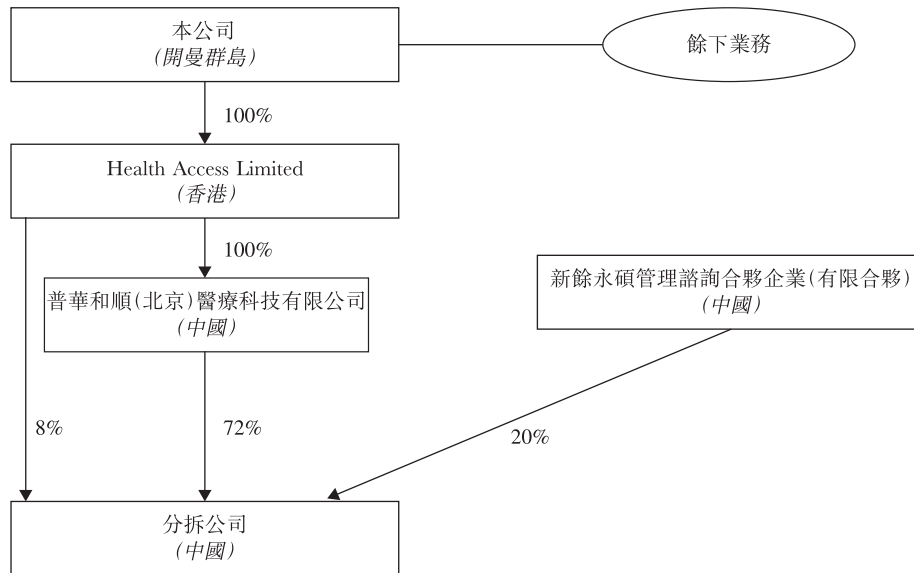 本公司
(開曼群島)
餘下業務
100%
Health Access Limited
(香港)
100%
普華和順(北京)醫療科技有限公司
(中國)
新餘永碩管理諮詢合夥企業(有限合夥)
(中國)
8%
72%
20%
分拆公司
(中國)